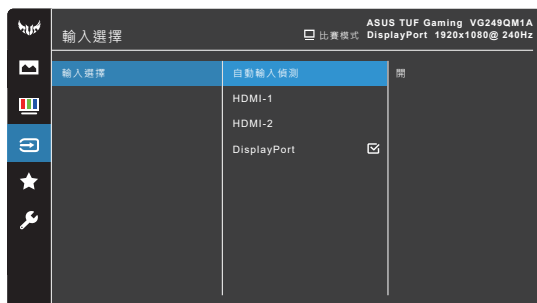 ASUS TUF Gaming VG249QM1A
輸入選擇
比賽模式 DisplayPort 1920x1080@ 240Hz
輸入選擇 自動輸入偵測 開
HDMI-1
HDMI-2
DisplayPort